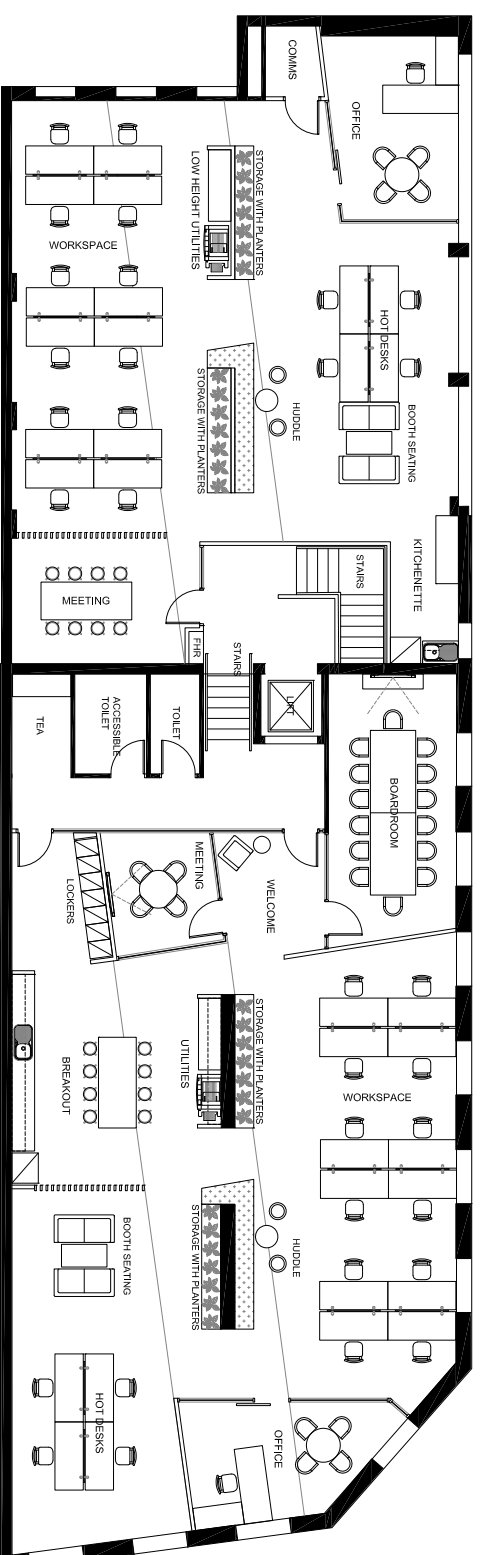 COMMS
OFFICE
STORAGE WITH PLANTERS
LOW HEIGHT UTILITIES
WORKSPACE
HOT DESKS
STORAGE WITH PLANTERS
HUDDLE
BOOTH SEATING
KITCHENETTE
STAIRS
MEETING
FHR
STAIRS
LIFT
TEA
ACCESSIBLE
TOILET
TOILET
BOARDROOM
MEETING
LOCKERS
WELCOME
STORAGE WITH PLANTERS
UTILITIES
BREAKOUT
WORKSPACE
STORAGE WITH PLANTERS
HUDDLE
BOOTH SEATING
HOT DESKS
OFFICE